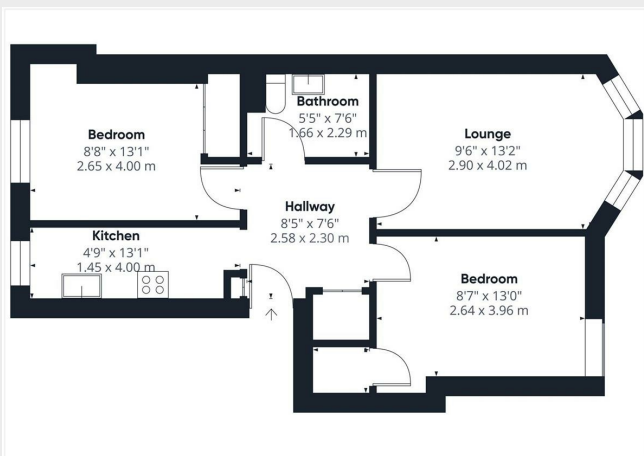 Bathroom
5'5" x 7'6"
1.66 x 2.29 m
Bedroom
8'8" x 13'1"
2.65 x 4.00 m
Lounge
9'6" x 13'2"
2.90 x 4.02 m
Hallway
8'5" x 7'6"
2.58 x 2.30 m
Kitchen
4'9" x 13'1"
1.45 x 4.00 m
Bedroom
8'7" x 13'0"
2.64 x 3.96 m